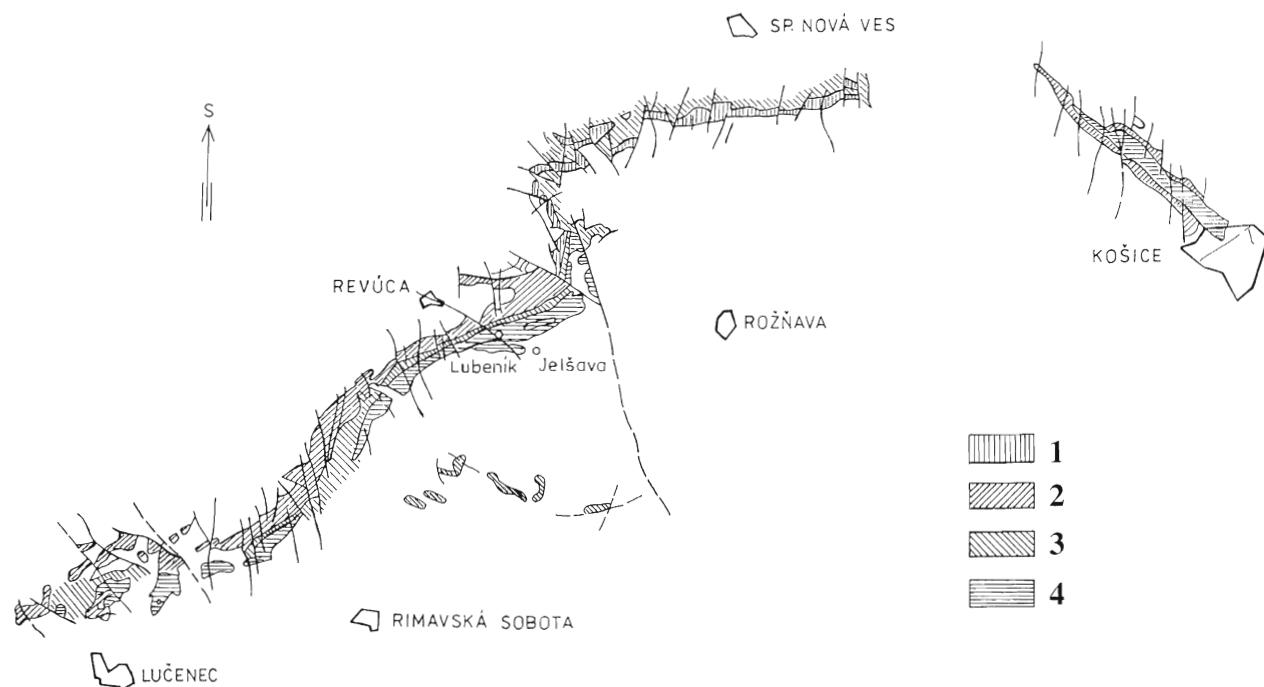 SP. NOVÁ VES
S
KOŠICE
REVÚCA
ROŽŇAVA
Lubeník
Jelšava
1
2
3
4
RIMAVSKÁ SOBOTA
LUČENEC